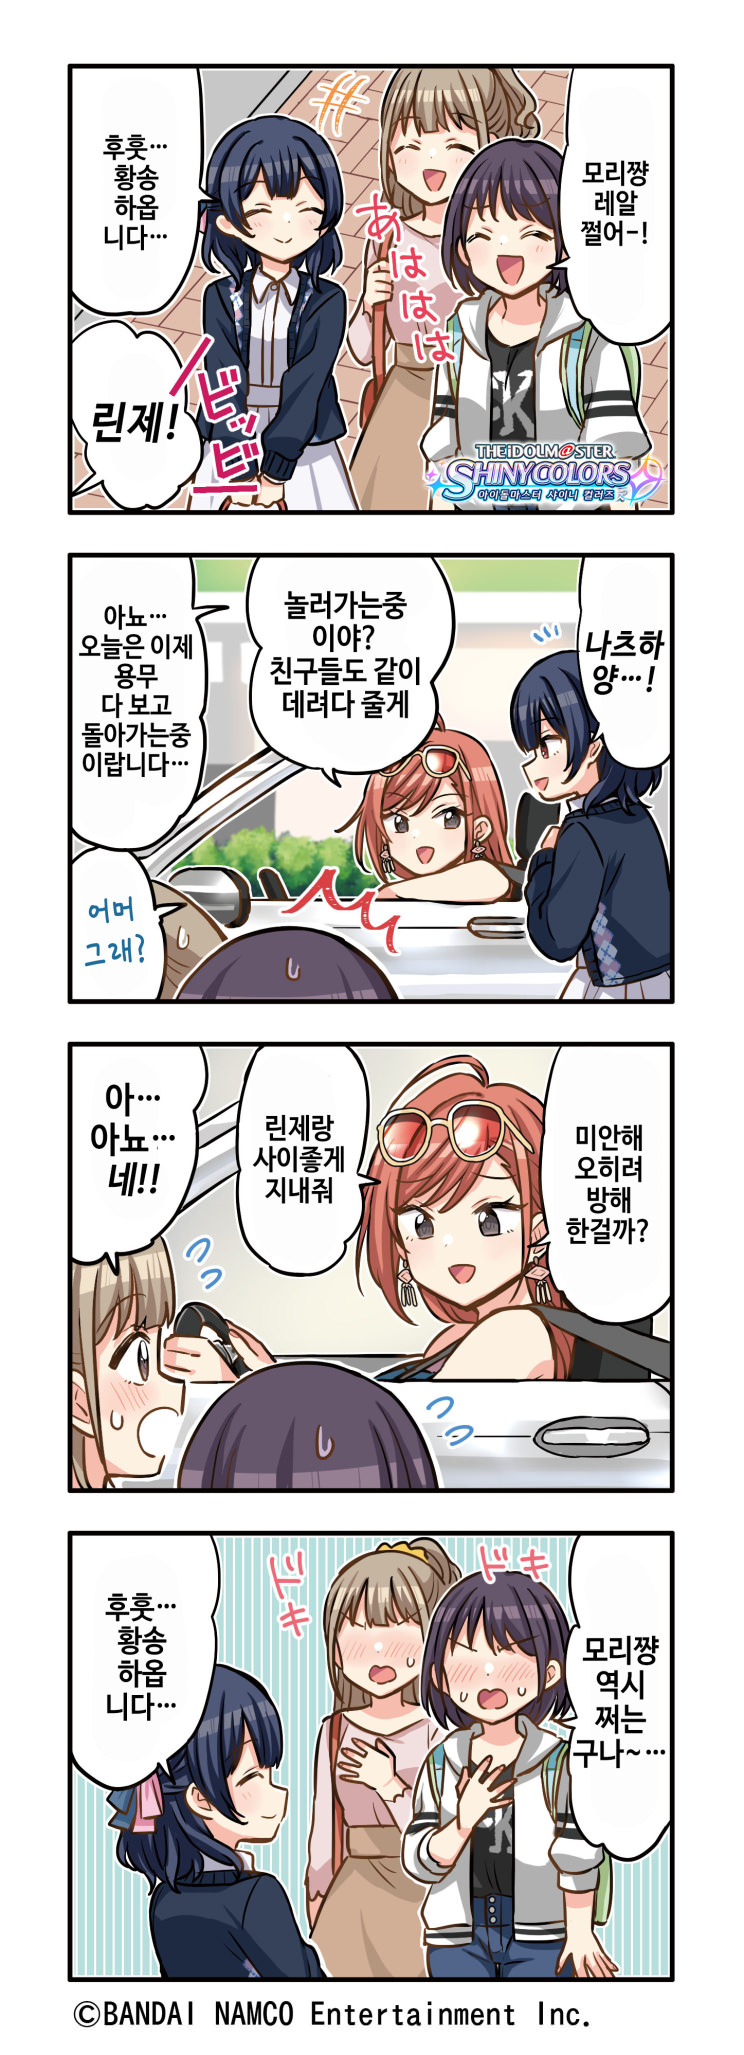 모리쨩
레알
쩔어-!
후훗…
황송
하옵
니다…
あははは
ビッビー
린제!
THE iDOLM@STER
SHINYCOLORS
아이돌마스터 샤이니 컬러즈
나츠하
양…!
놀러가는중
이야?
친구들도 같이
데려다 줄게
아뇨…
오늘은 이제
용무
다 보고
돌아가는중
이랍니다…
어머
그래?
미안해
오히려
방해
한걸까?
린제랑
사이좋게
지내줘
아…
아뇨…
네!!
ドキ
ドキ
모리쨩
역시
쩌는
구나~…
후훗…
황송
하옵
니다…
©BANDAI NAMCO Entertainment Inc.